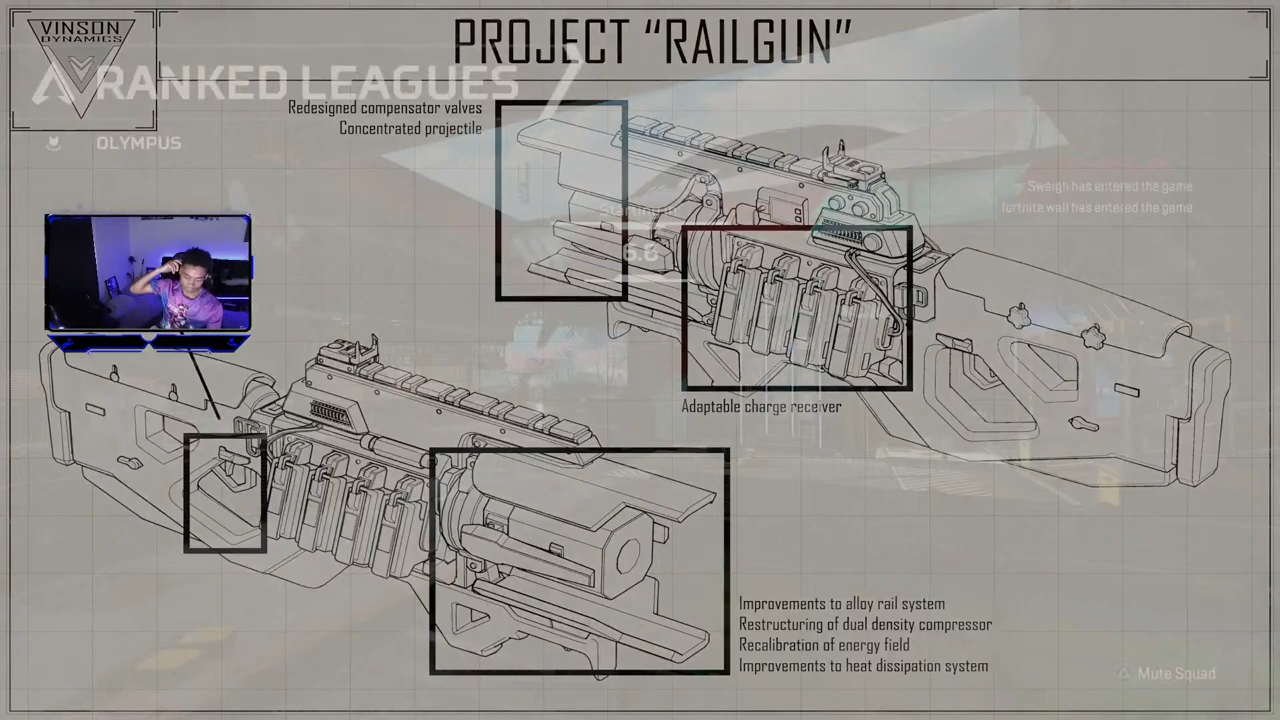 VINSON
DYNAMICS
PROJECT “RAILGUN”
RANKED LEAGUES
OLYMPUS
Redesigned compensator valves
Concentrated projectile
Sweigh has entered the game
fortnite wall has entered the game
6.8
Adaptable charge receiver
Improvements to alloy rail system
Restructuring of dual density compressor
Recalibration of energy field
Improvements to heat dissipation system
Mute Squad